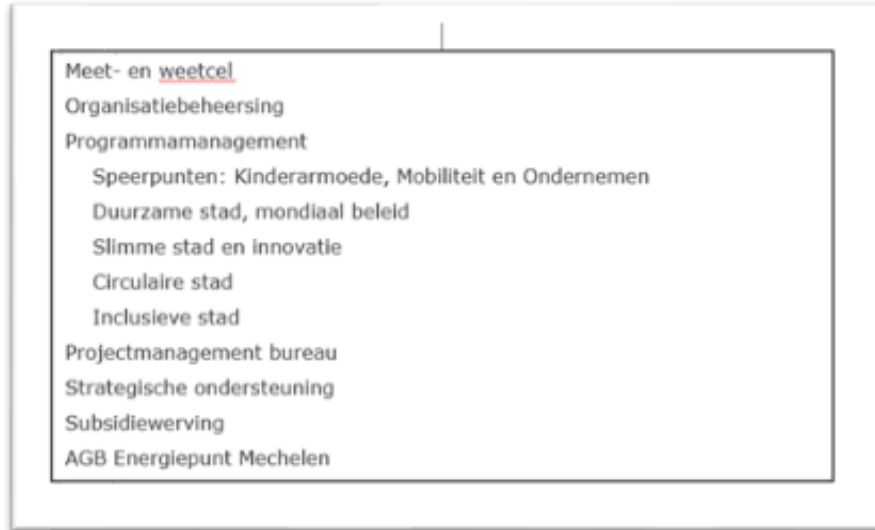 Meet- en weetcel
Organisatiebeheersing
Programmamanagement
Speerpunten: Kinderarmoede, Mobiliteit en Ondernemen
Duurzame stad, mondiaal beleid
Slimme stad en innovatie
Circulaire stad
Inclusieve stad
Projectmanagement bureau
Strategische ondersteuning
Subsidiewerving
AGB Energiepunt Mechelen